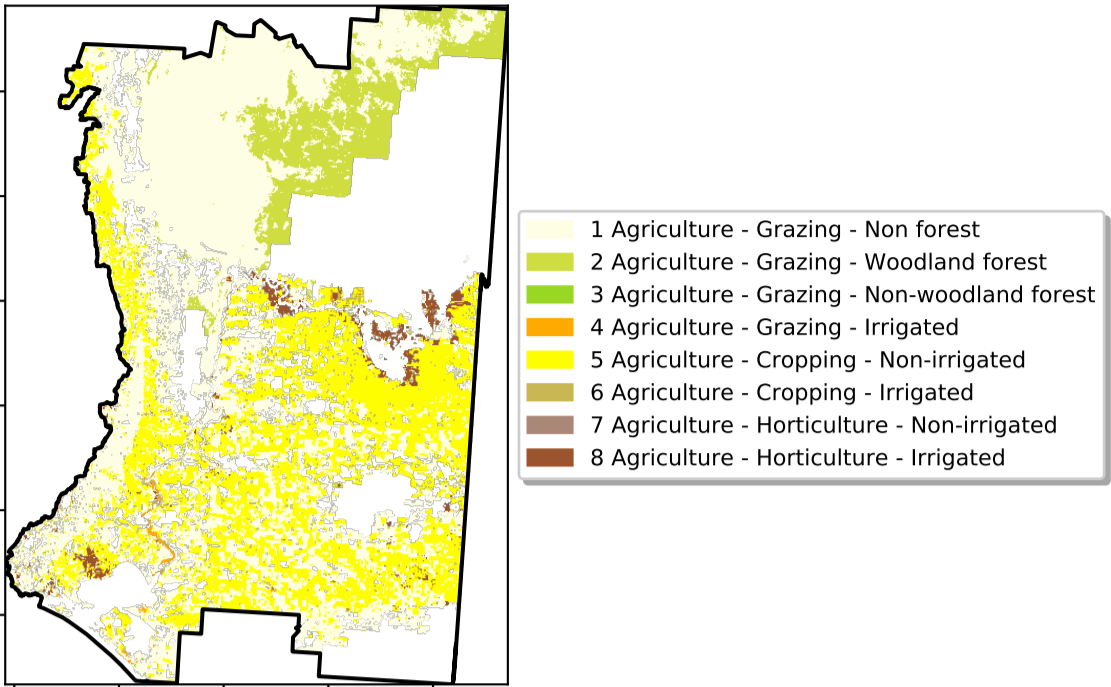 1 Agriculture - Grazing - Non forest
2 Agriculture - Grazing - Woodland forest
3 Agriculture - Grazing - Non-woodland forest
4 Agriculture - Grazing - Irrigated
5 Agriculture - Cropping - Non-irrigated
6 Agriculture - Cropping - Irrigated
7 Agriculture - Horticulture - Non-irrigated
8 Agriculture - Horticulture - Irrigated